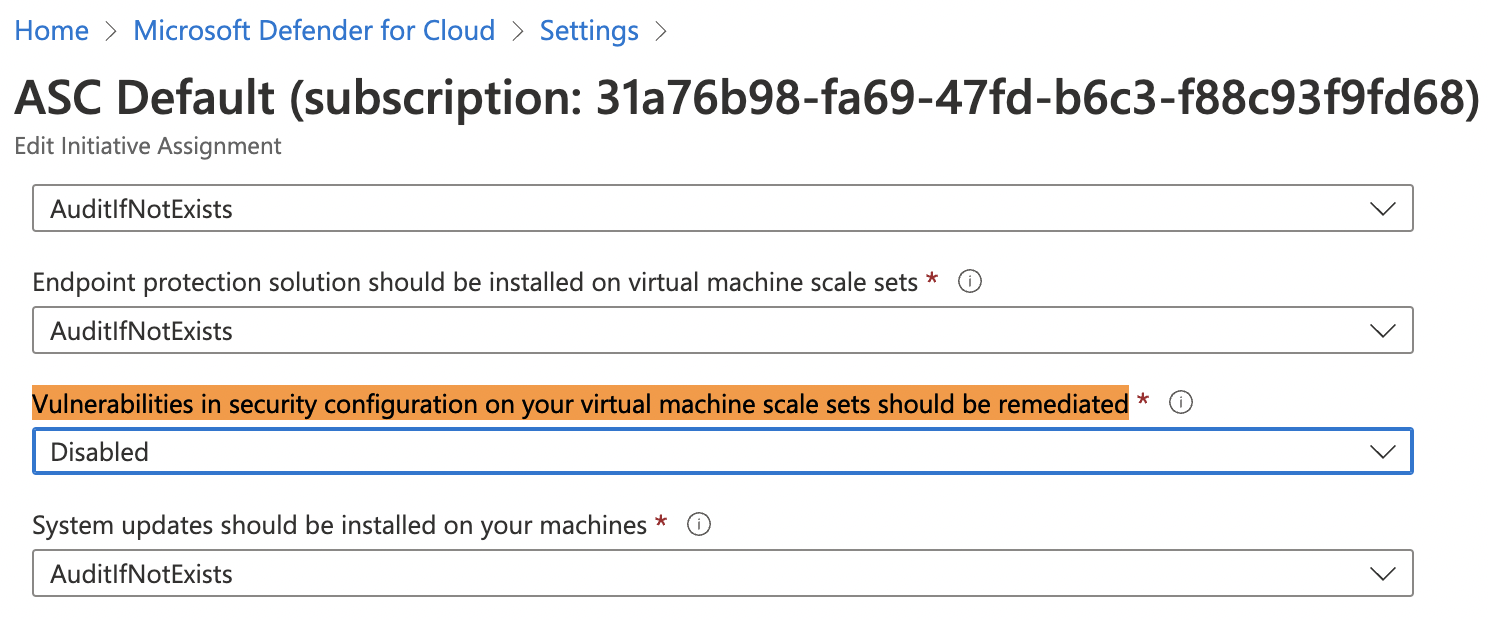 Home > Microsoft Defender for Cloud > Settings >
ASC Default (subscription: 31a76b98-fa69-47fd-b6c3-f88c93f9fd68)
Edit Initiative Assignment
AuditIfNotExists
Endpoint protection solution should be installed on virtual machine scale sets *
AuditIfNotExists
Vulnerabilities in security configuration on your virtual machine scale sets should be remediated *
Disabled
System updates should be installed on your machines *
AuditIfNotExists